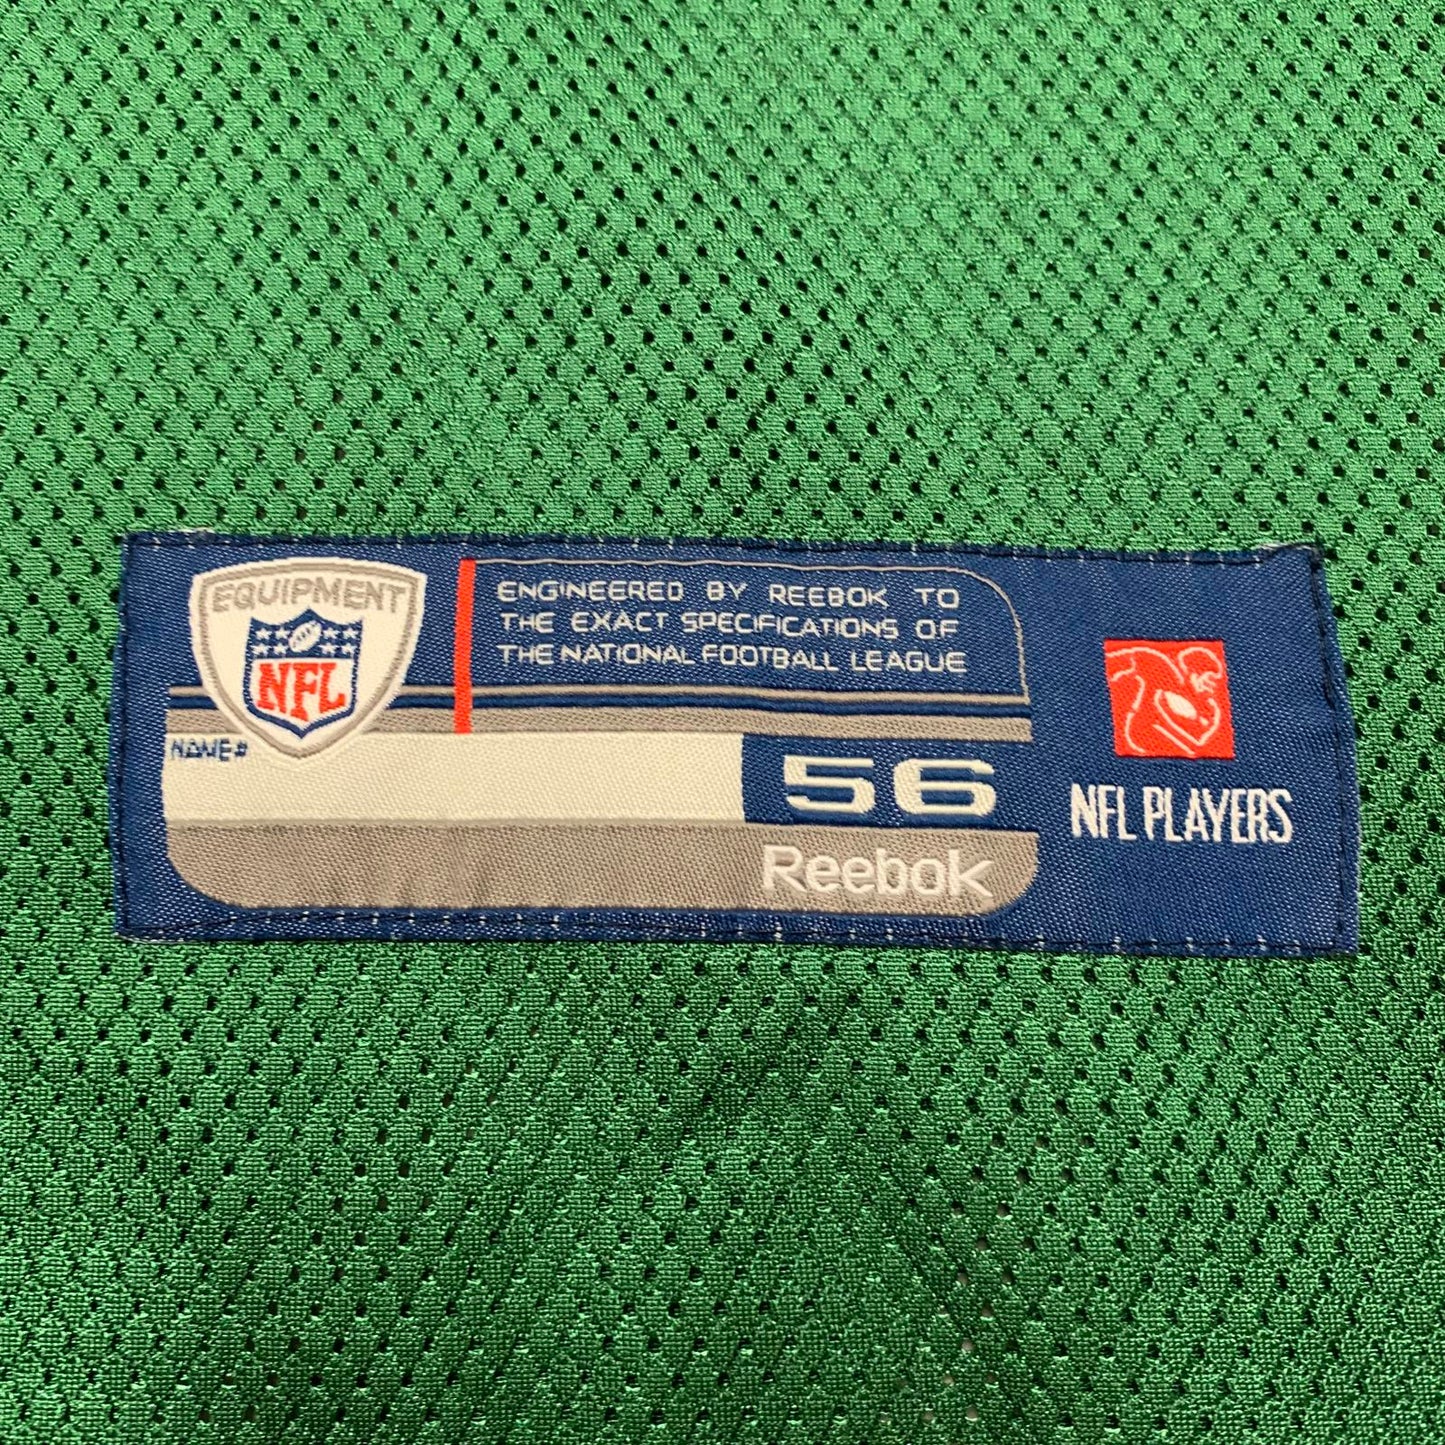 EQUIPMENT
NFL
ENGINEERED BY REEBOK TO
THE EXACT SPECIFICATIONS OF
THE NATIONAL FOOTBALL LEAGUE
NAME#
56
Reebok
NFL PLAYERS